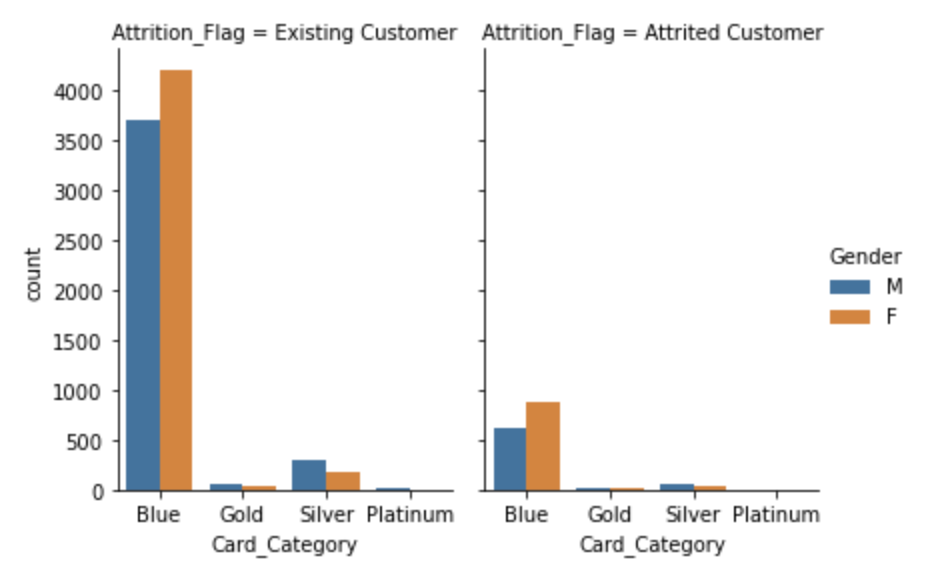 Attrition_Flag = Existing Customer
Attrition_Flag = Attrited Customer
4000
3500
3000
2500
2000
1500
1000
500
0
count
Blue
Gold
Silver
Platinum
Card_Category
Blue
Gold
Silver
Platinum
Card_Category
Gender
M
F